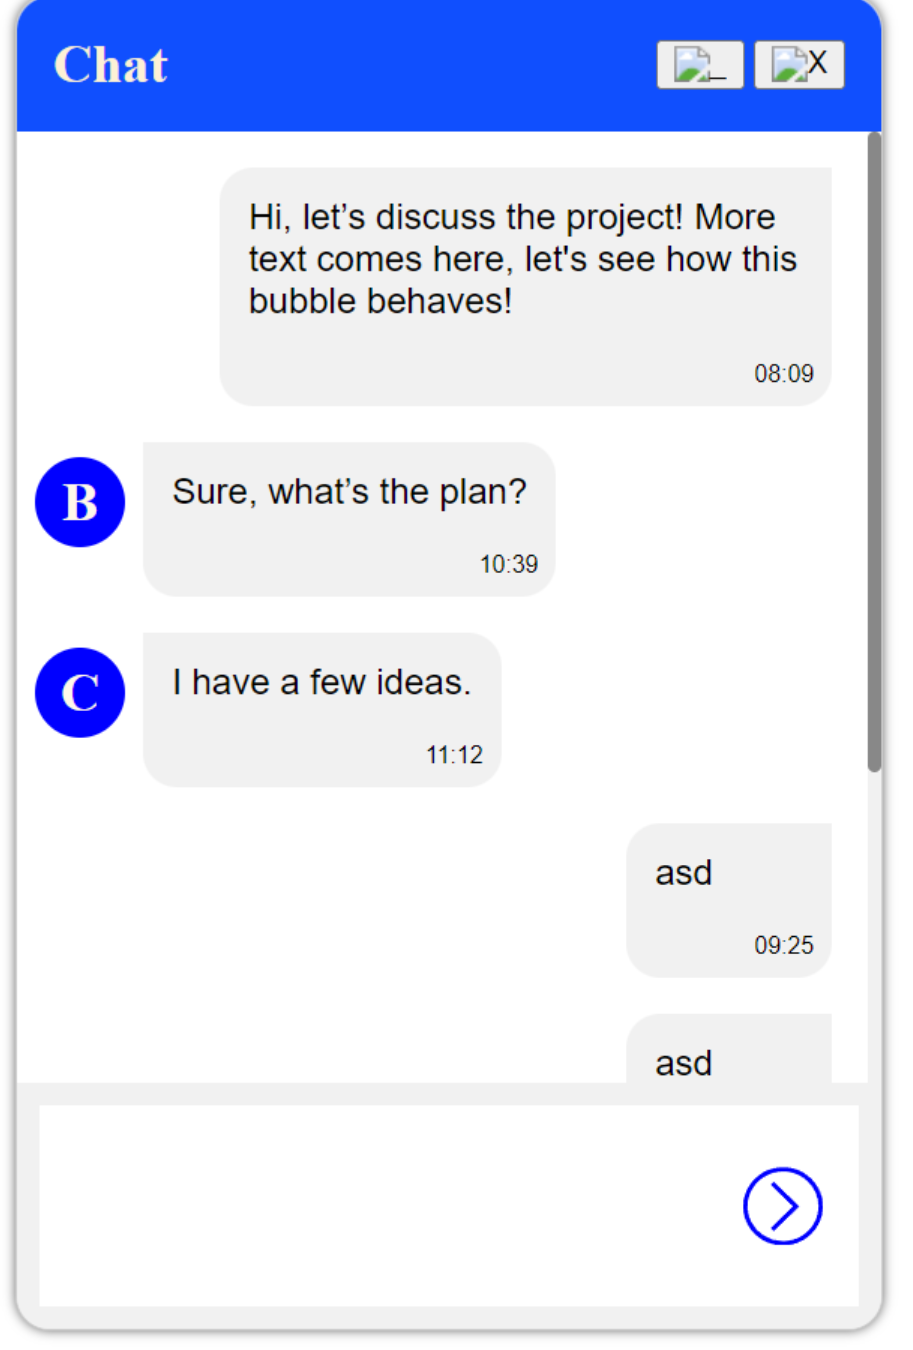 Chat
_ X
Hi, let’s discuss the project! More
text comes here, let's see how this
bubble behaves!
08:09
B
Sure, what’s the plan?
10:39
C
I have a few ideas.
11:12
asd
09:25
asd